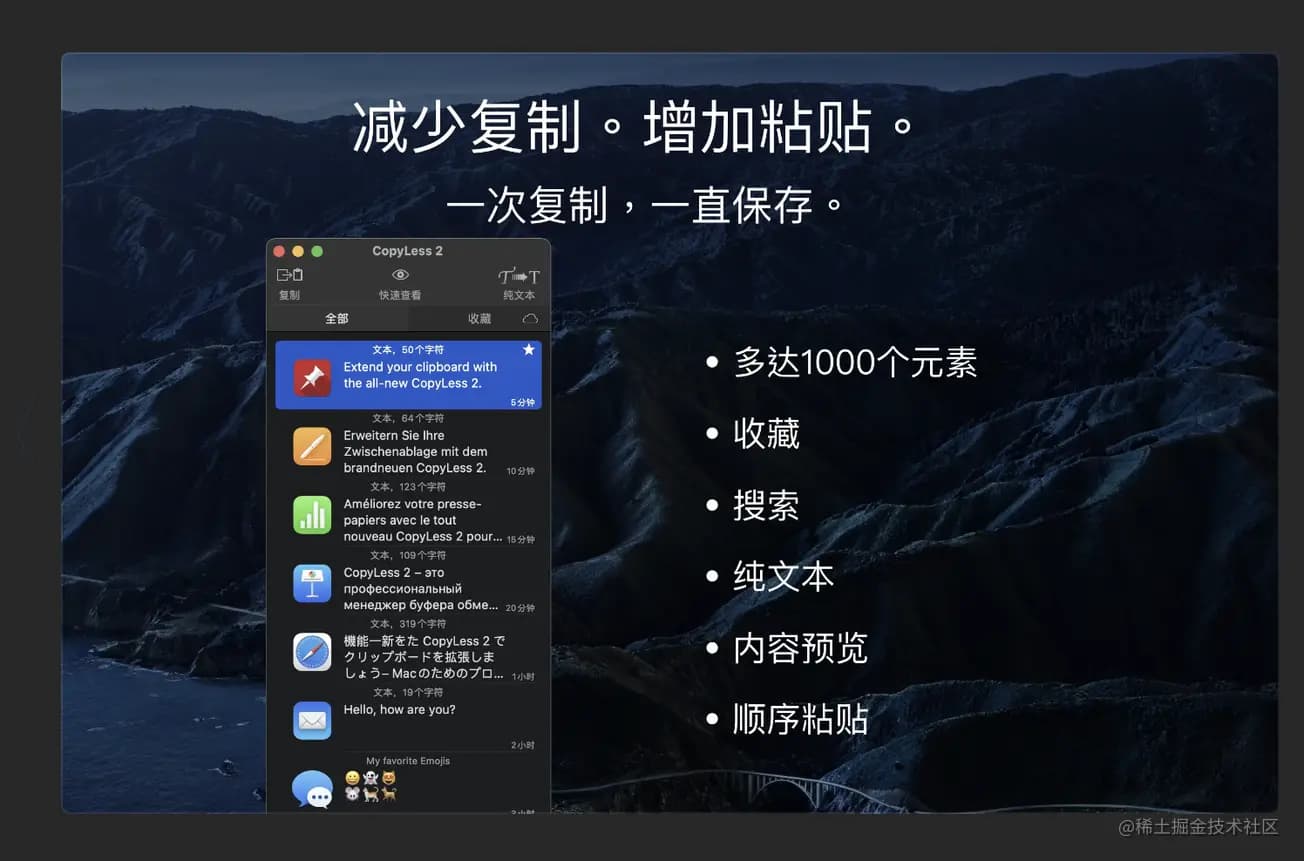 减少复制。增加粘贴。
一次复制，一直保存。
CopyLess 2
复制
快速查看
纯文本
全部
收藏
文本，50个字符
Extend your clipboard with
the all-new CopyLess 2.
5分钟
文本，64个字符
Erweitern Sie Ihre
Zwischenablage mit dem
brandneuen CopyLess 2.
10分钟
文本，123个字符
Améliorez votre presse-
papiers avec le tout
nouveau CopyLess 2 pour...
15分钟
文本，109个字符
CopyLess 2 – это
профессиональный
менеджер буфера обме...
20分钟
文本，319个字符
機能一新をた CopyLess 2 で
クリップボードを拡張しま
しょう– Macのためのプロ...
1小时
文本，19个字符
Hello, how are you?
2小时
My favorite Emojis
😀👻😺
🐭🐈🐕
• 多达1000个元素
• 收藏
• 搜索
• 纯文本
• 内容预览
• 顺序粘贴
@稀土掘金技术社区